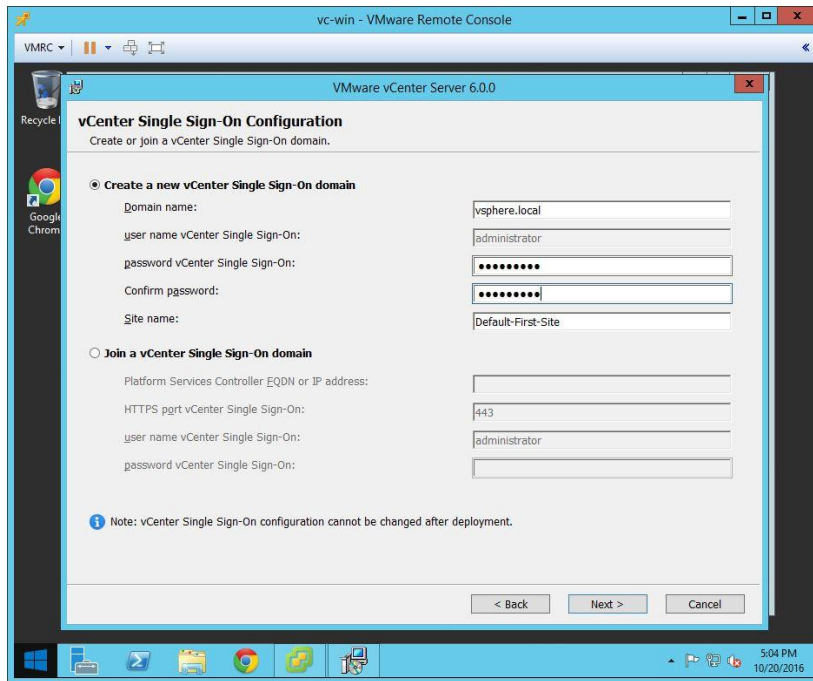 vc-win - VMware Remote Console
VMRC
Recycle
Google
Chrom
VMware vCenter Server 6.0.0
vCenter Single Sign-On Configuration
Create or join a vCenter Single Sign-On domain.
Create a new vCenter Single Sign-On domain
Domain name: vsphere.local
user name vCenter Single Sign-On: administrator
password vCenter Single Sign-On: •••••••••
Confirm password: •••••••••
Site name: Default-First-Site
Join a vCenter Single Sign-On domain
Platform Services Controller FQDN or IP address:
HTTPS port vCenter Single Sign-On: 443
user name vCenter Single Sign-On: administrator
password vCenter Single Sign-On:
Note: vCenter Single Sign-On configuration cannot be changed after deployment.
< Back Next > Cancel
5:04 PM
10/20/2016